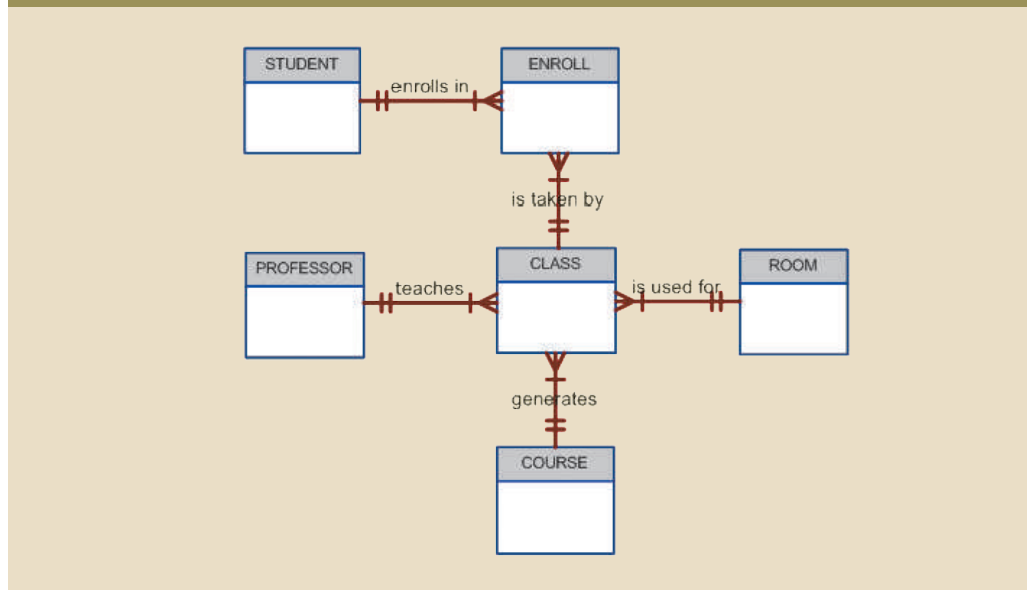 STUDENT
ENROLL
enrolls in
is taken by
PROFESSOR
teaches
CLASS
is used for
ROOM
generates
COURSE